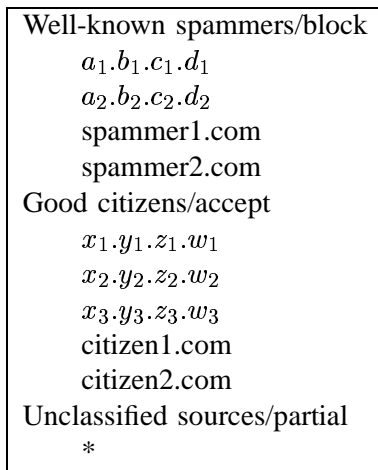 Well-known spammers/block
a₁.b₁.c₁.d₁
a₂.b₂.c₂.d₂
spammer1.com
spammer2.com
Good citizens/accept
x₁.y₁.z₁.w₁
x₂.y₂.z₂.w₂
x₃.y₃.z₃.w₃
citizen1.com
citizen2.com
Unclassified sources/partial
*